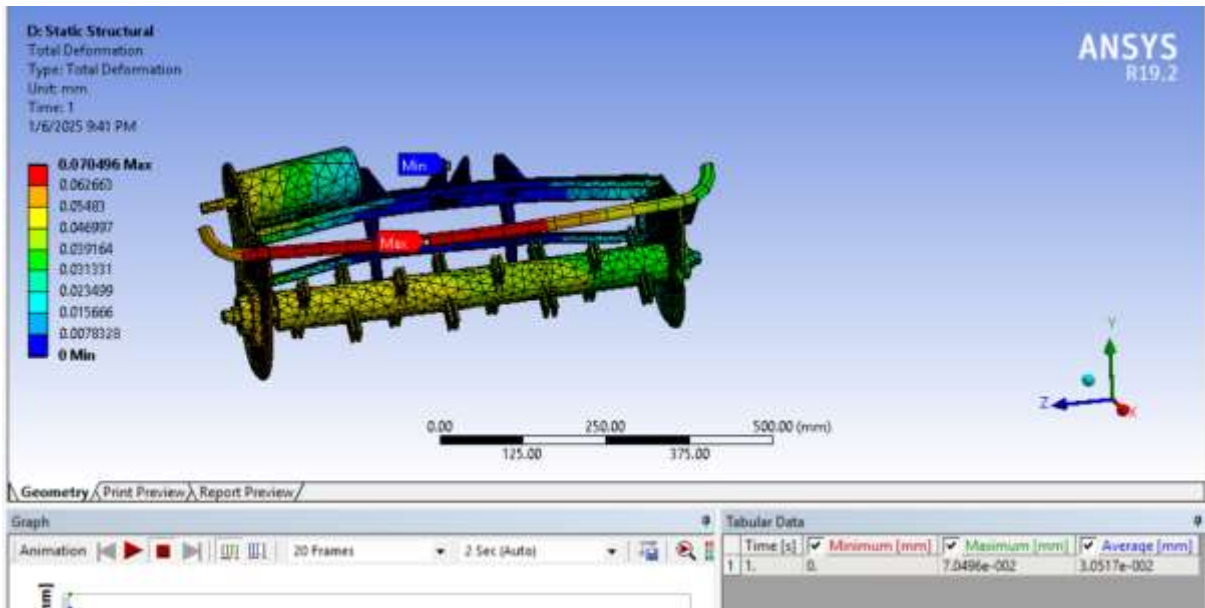 D: Static Structural
Total Deformation
Type: Total Deformation
Unit: mm
Time: 1
1/6/2025 9:41 PM
ANSYS
R19.2
0.070496 Max
0.062663
0.05483
0.046997
0.039164
0.031331
0.023499
0.015666
0.0078328
0 Min
Min
Max
Y
Z
X
0.00 250.00 500.00 (mm)
125.00 375.00
Geometry Print Preview Report Preview
Graph
Animation 20 Frames 2 Sec (Auto)
Tabular Data
Time [s] Minimum [mm] Maximum [mm] Average [mm]
1 1. 0. 7.0496e-002 3.0517e-002